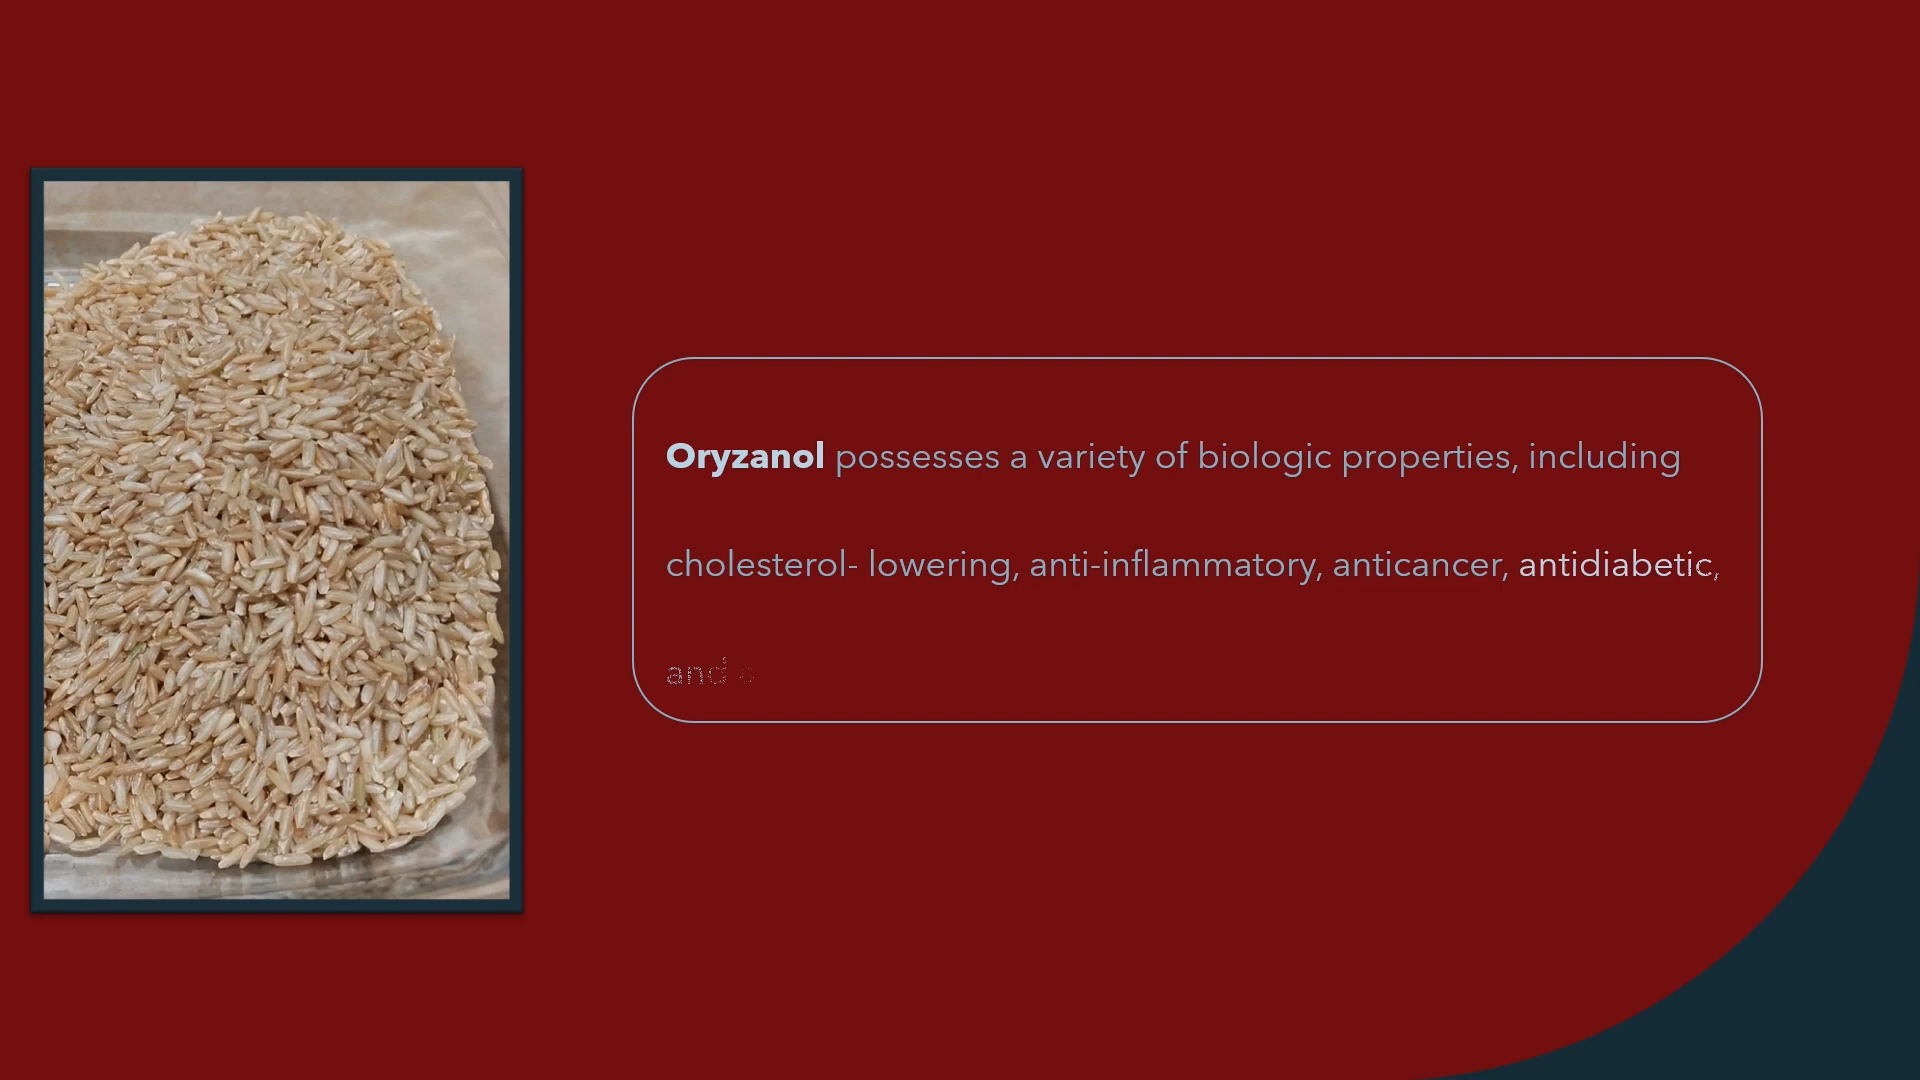 Oryzanol possesses a variety of biologic properties, including
cholesterol- lowering, anti-inflammatory, anticancer, antidiabetic,
and